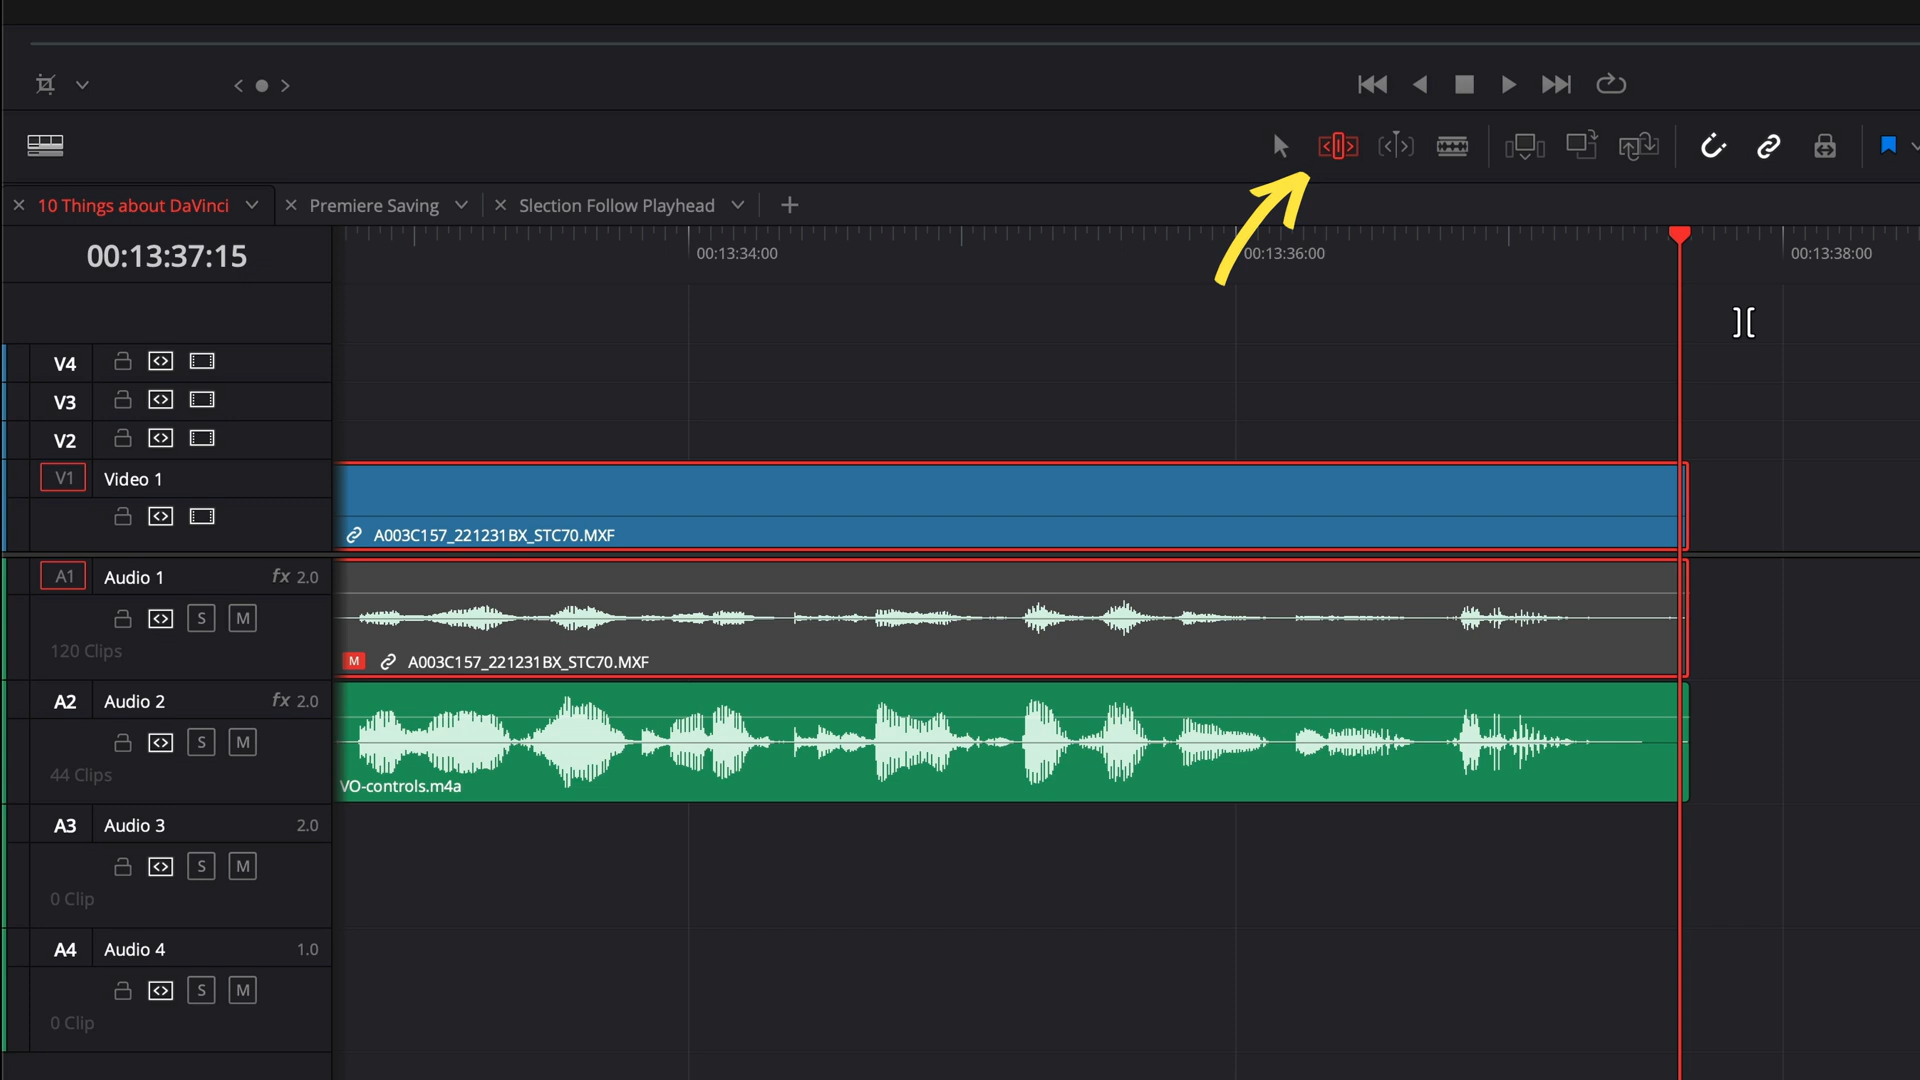 10 Things about DaVinci
Premiere Saving
Slection Follow Playhead
00:13:37:15
00:13:34:00
00:13:36:00
00:13:38:00
V4
V3
V2
V1 Video 1
A003C157_221231BX_STC70.MXF
A1 Audio 1 fx 2.0
S M
120 Clips
M A003C157_221231BX_STC70.MXF
A2 Audio 2 fx 2.0
S M
44 Clips
VO-controls.m4a
A3 Audio 3 2.0
S M
0 Clip
A4 Audio 4 1.0
S M
0 Clip